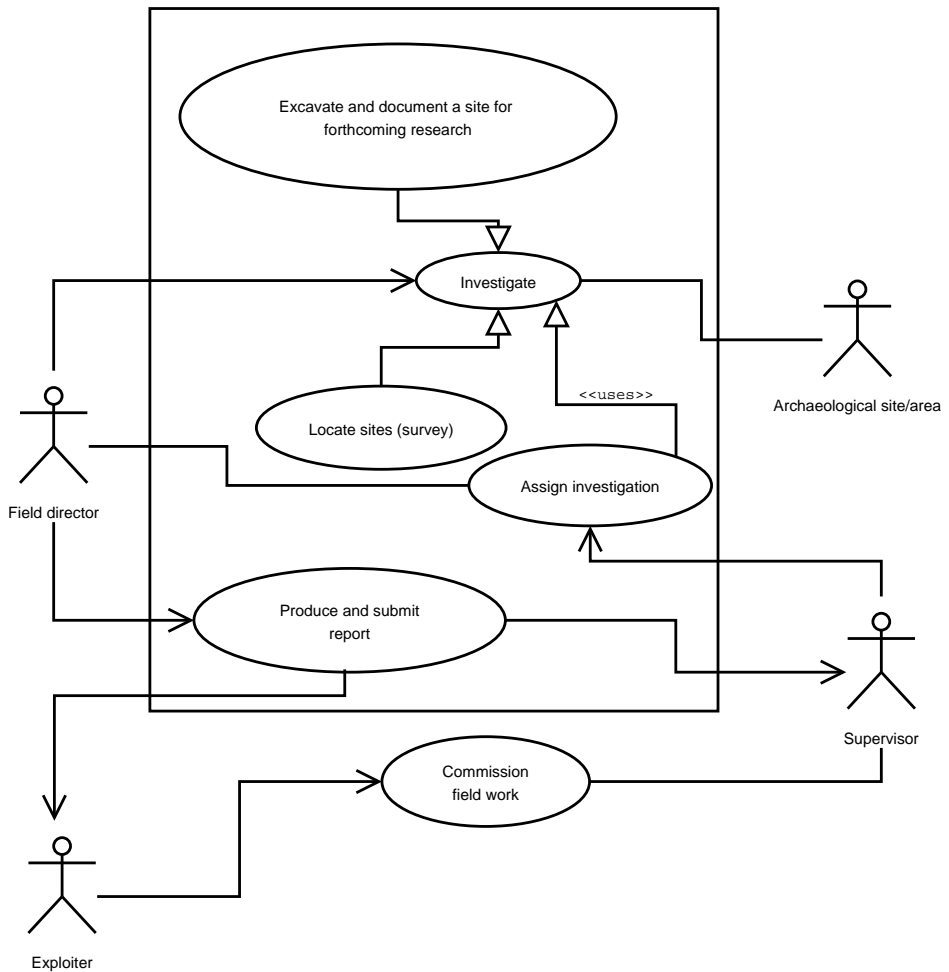 Excavate and document a site for
forthcoming research
Investigate
<<uses>>
Archaeological site/area
Locate sites (survey)
Assign investigation
Field director
Produce and submit
report
Supervisor
Commission
field work
Exploiter